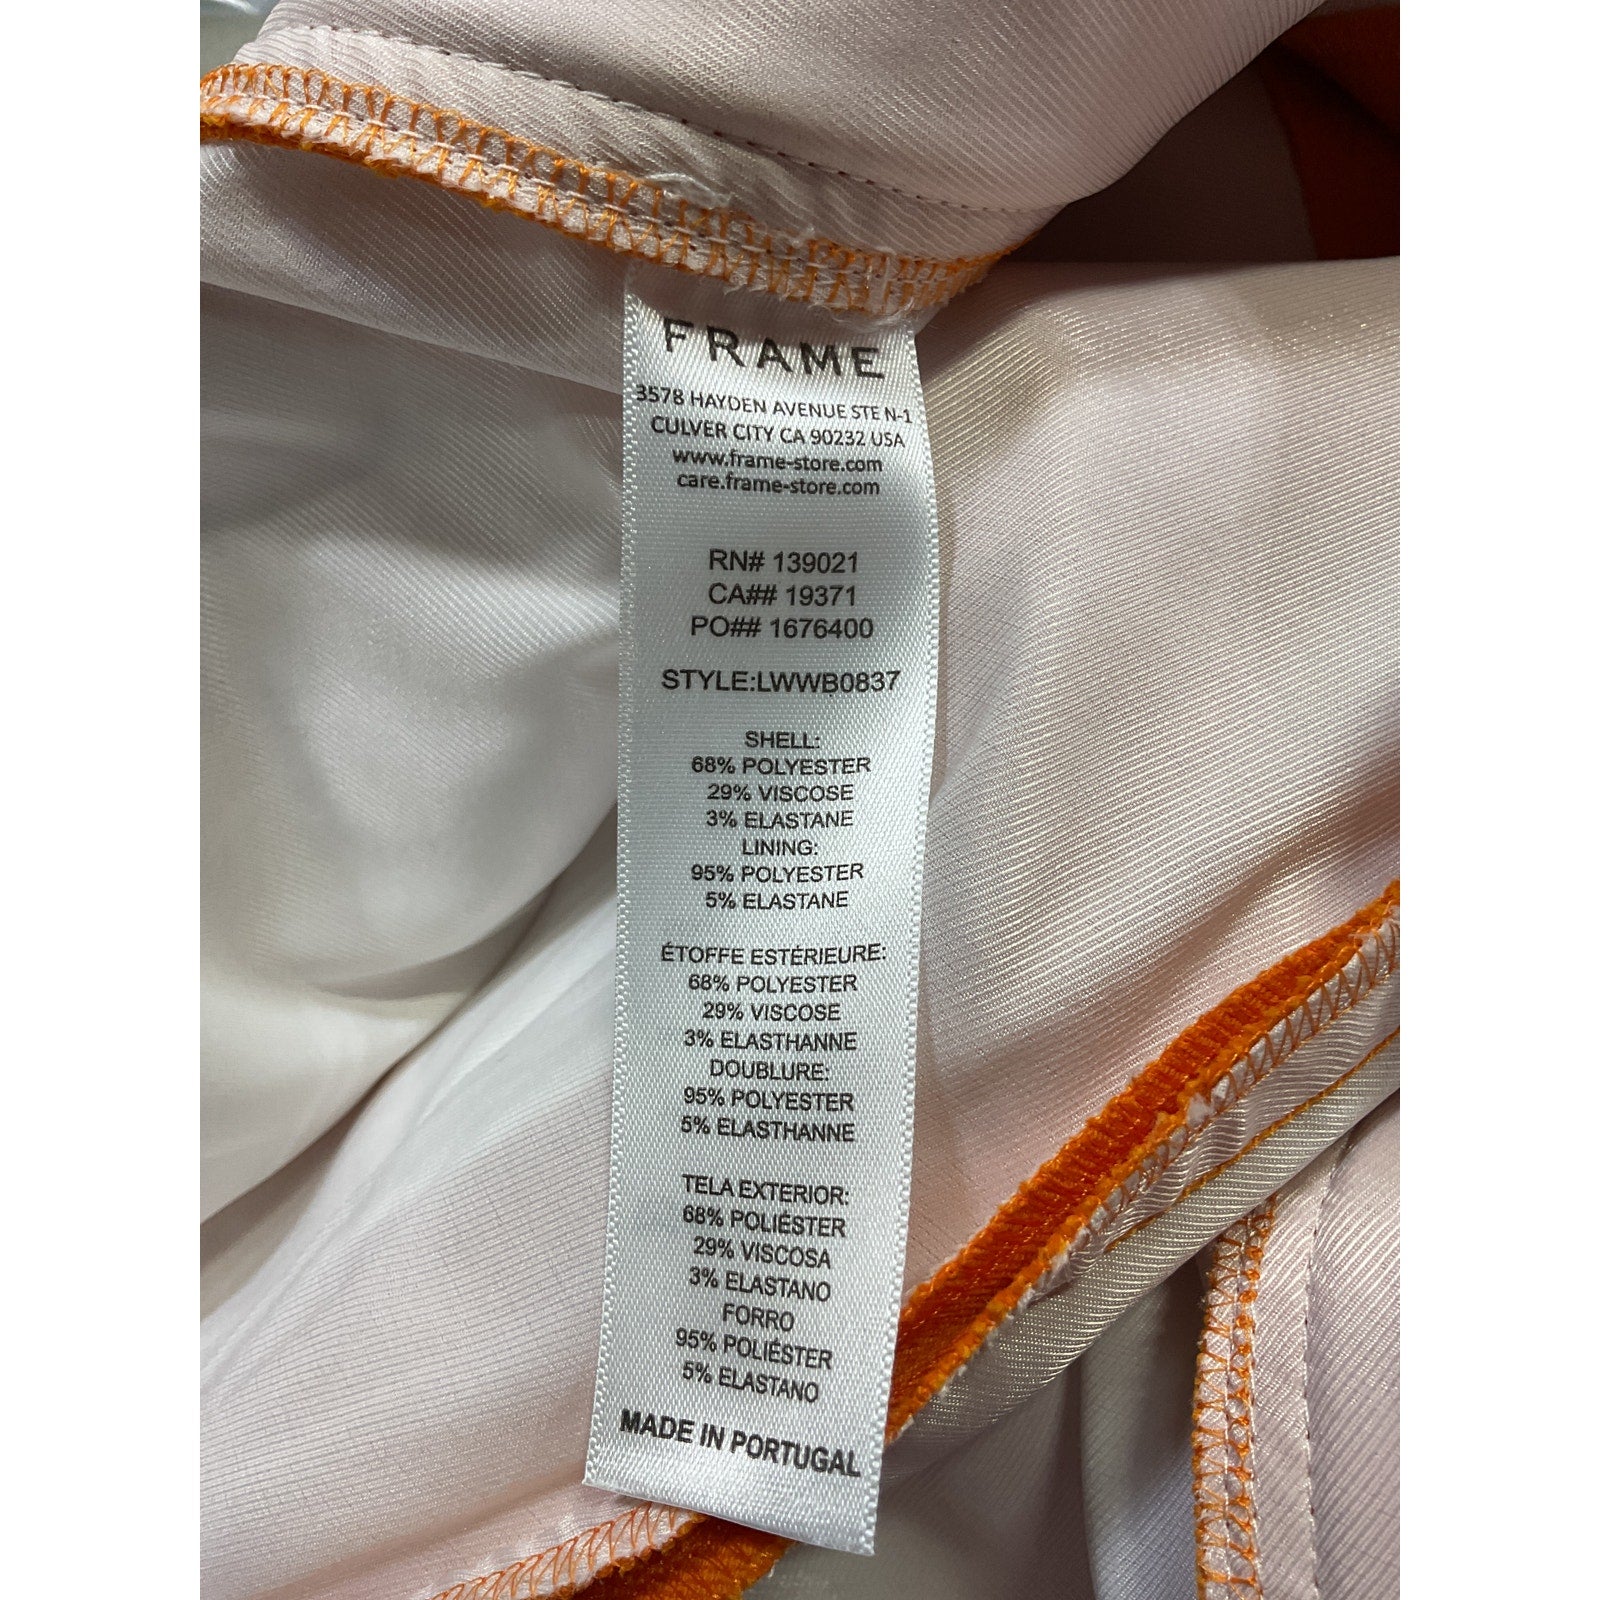 FRAME
3578 HAYDEN AVENUE STE N-1
CULVER CITY CA 90232 USA
www.frame-store.com
care.frame-store.com
RN# 139021
CA## 19371
PO## 1676400
STYLE:LWWB0837
SHELL:
68% POLYESTER
29% VISCOSE
3% ELASTANE
LINING:
95% POLYESTER
5% ELASTANE
ÉTOFFE ESTÉRIEURE:
68% POLYESTER
29% VISCOSE
3% ELASTHANNE
DOUBLURE:
95% POLYESTER
5% ELASTHANNE
TELA EXTERIOR:
68% POLIÉSTER
29% VISCOSA
3% ELASTANO
FORRO
95% POLIÉSTER
5% ELASTANO
MADE IN PORTUGAL